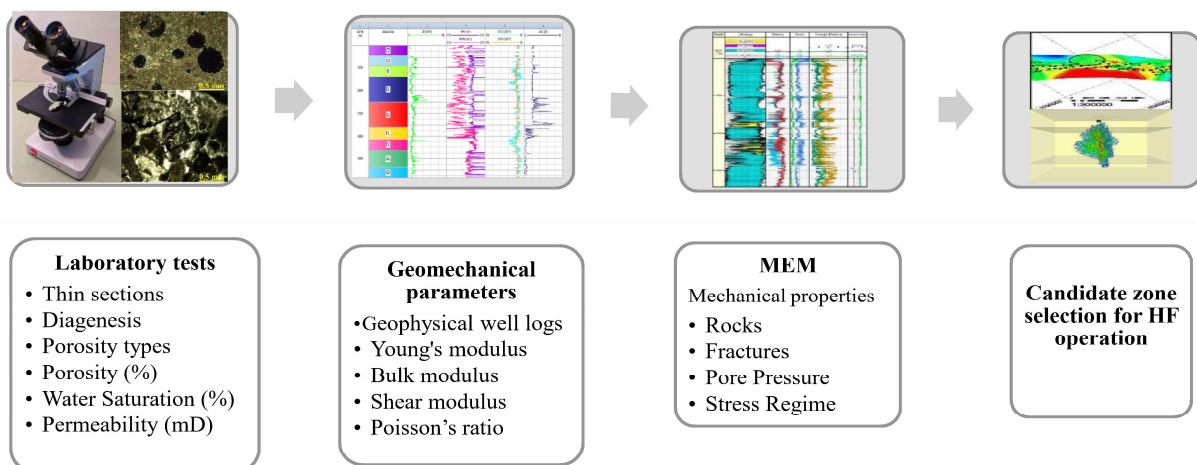 0.5 mm
0.5 mm
1:300000
Laboratory tests
• Thin sections
• Diagenesis
• Porosity types
• Porosity (%)
• Water Saturation (%)
• Permeability (mD)
Geomechanical
parameters
•Geophysical well logs
• Young's modulus
• Bulk modulus
• Shear modulus
• Poisson’s ratio
MEM
Mechanical properties
• Rocks
• Fractures
• Pore Pressure
• Stress Regime
Candidate zone
selection for HF
operation